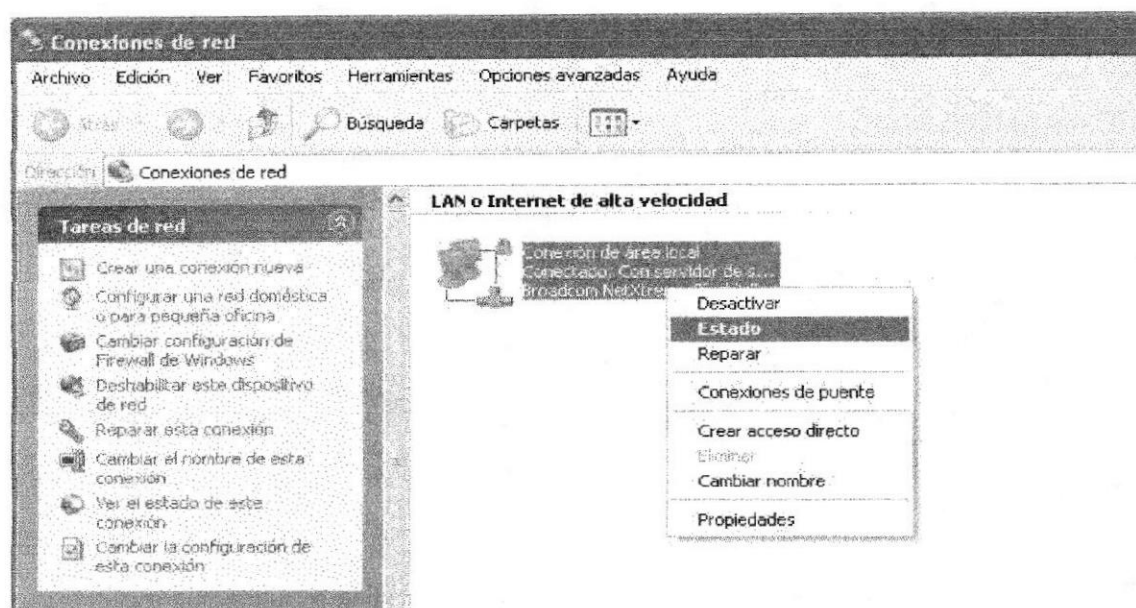 Conexiones de red
Archivo Edición Ver Favoritos Herramientas Opciones avanzadas Ayuda
Atrás Búsqueda Carpetas
Dirección Conexiones de red
Tareas de red
Crear una conexión nueva
Configurar una red doméstica
o para pequeña oficina
Cambiar configuración de
Firewall de Windows
Deshabilitar este dispositivo
de red
Reparar esta conexión
Cambiar el nombre de esta
conexión
Ver el estado de esta
conexión
Cambiar la configuración de
esta conexión
LAN o Internet de alta velocidad
Conexión de área local
Conectado, Con servidor de s...
Broadcom
Desactivar
Estado
Reparar
Conexiones de puente
Crear acceso directo
Eliminar
Cambiar nombre
Propiedades